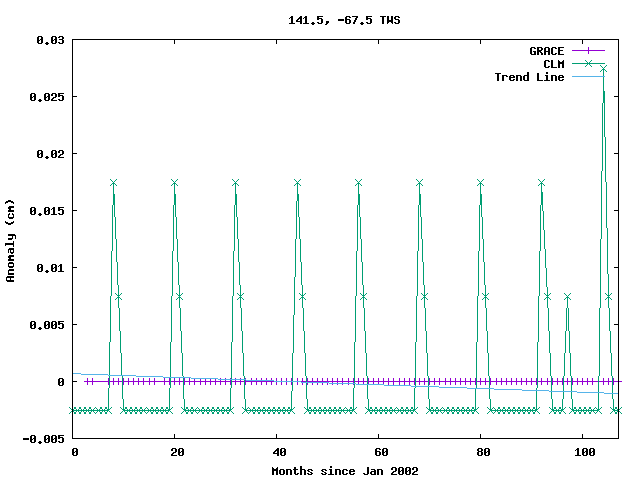 141.5, -67.5 TWS
GRACE
CLM
Trend Line
0.03
0.025
0.02
0.015
0.01
0.005
0
-0.005
Anomaly (cm)
0 20 40 60 80 100
Months since Jan 2002